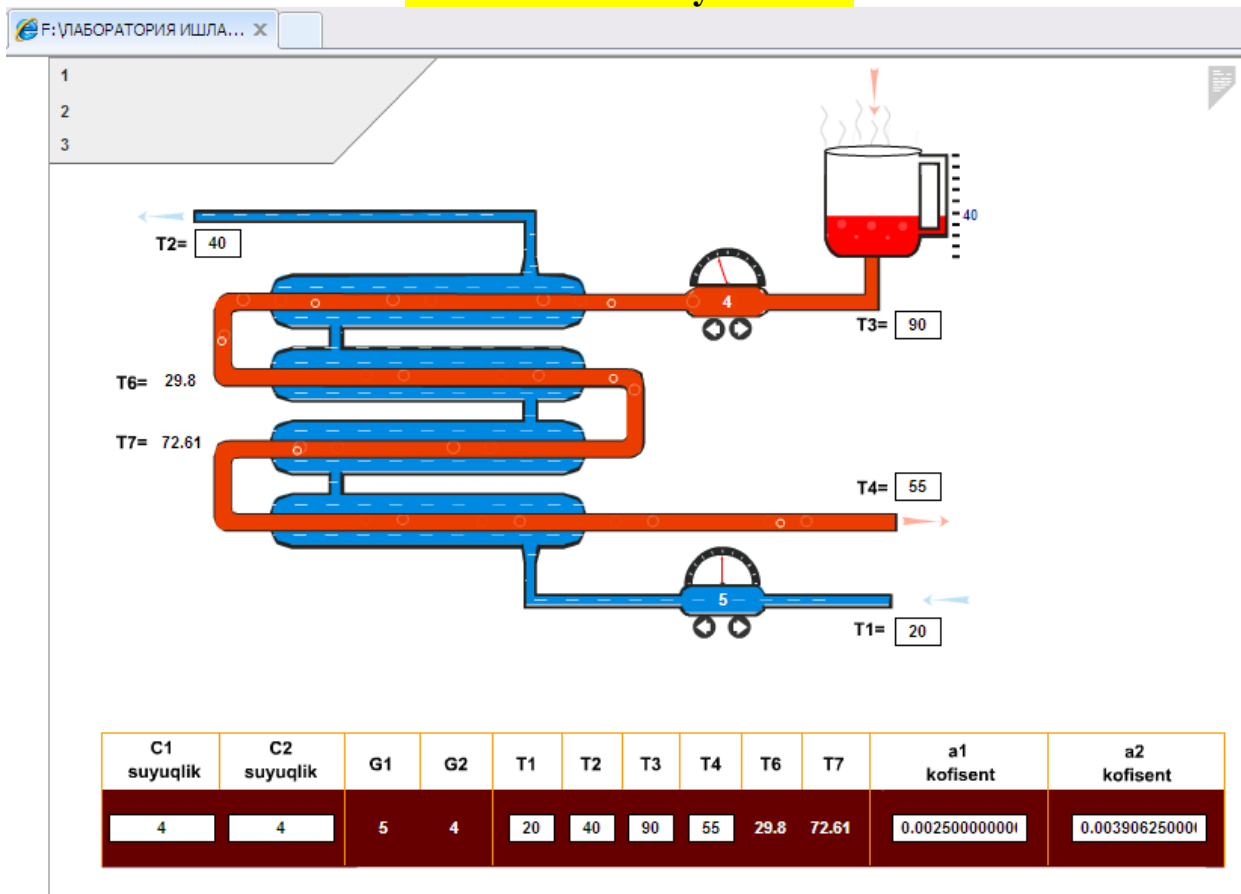 F:\ЛАБОРАТОРИЯ ИШЛА... X
1
2
3
40
T2= 40
4
T3= 90
T6= 29.8
T7= 72.61
T4= 55
5
T1= 20
C1 suyuqlik C2 suyuqlik G1 G2 T1 T2 T3 T4 T6 T7 a1 kofisent a2 kofisent
4 4 5 4 20 40 90 55 29.8 72.61 0.0025000000 0.0039062500